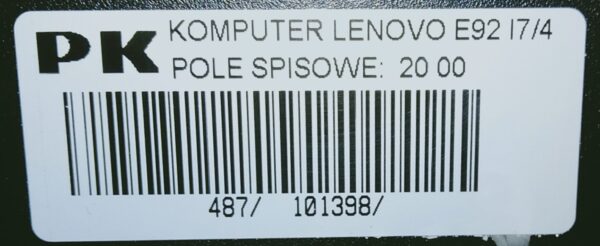 PK KOMPUTER LENOVO E92 I7/4
POLE SPISOWE: 20 00
487/ 101398/